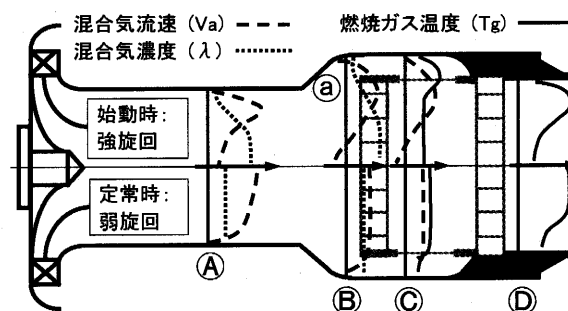 混合気流速 (Va)
混合気濃度 (λ)
燃焼ガス温度 (Tg)
始動時:
強旋回
定常時:
弱旋回
ⓐ
Ⓐ
Ⓑ
Ⓒ
Ⓓ